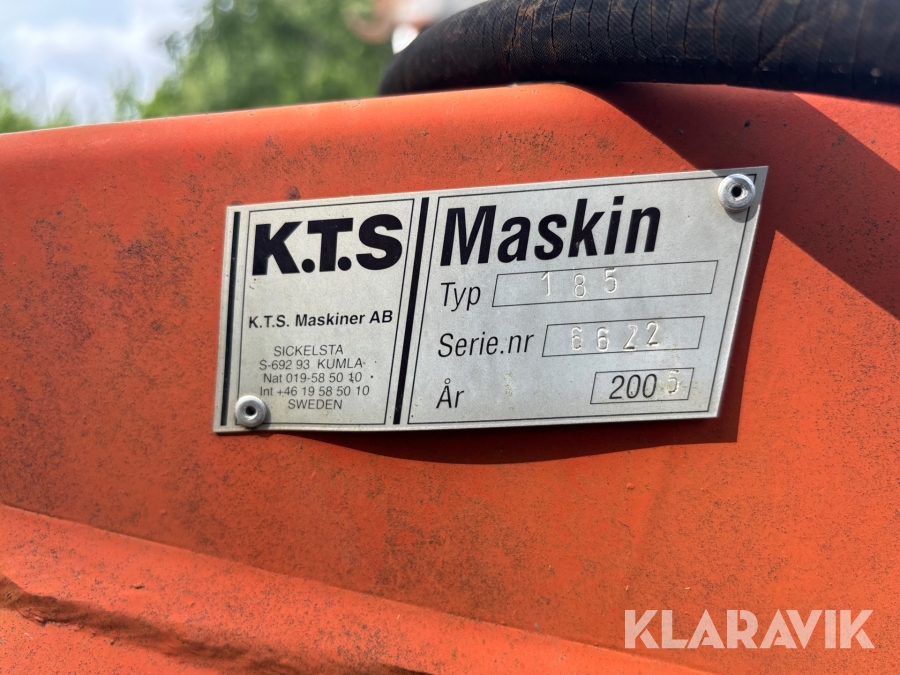 K.T.S
K.T.S. Maskiner AB
SICKELSTA
S-692 93 KUMLA
Nat 019-58 50 10
Int +46 19 58 50 10
SWEDEN
Maskin
Typ 185
Serie.nr 6622
År 2005
KLARAVIK